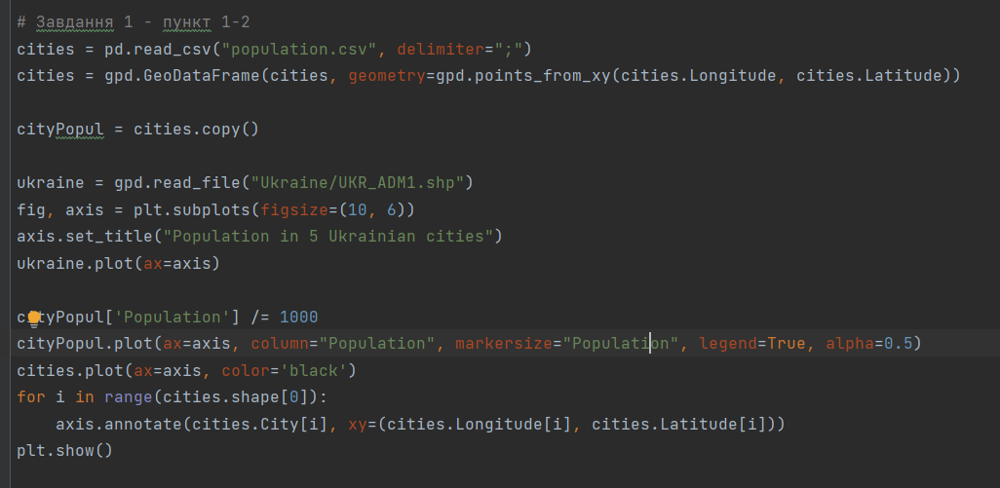 # Завдання 1 - пункт 1-2
cities = pd.read_csv("population.csv", delimiter=";")
cities = gpd.GeoDataFrame(cities, geometry=gpd.points_from_xy(cities.Longitude, cities.Latitude))
cityPopul = cities.copy()
ukraine = gpd.read_file("Ukraine/UKR_ADM1.shp")
fig, axis = plt.subplots(figsize=(10, 6))
axis.set_title("Population in 5 Ukrainian cities")
ukraine.plot(ax=axis)
cityPopul['Population'] /= 1000
cityPopul.plot(ax=axis, column="Population", markersize="Population", legend=True, alpha=0.5)
cities.plot(ax=axis, color='black')
for i in range(cities.shape[0]):
    axis.annotate(cities.City[i], xy=(cities.Longitude[i], cities.Latitude[i]))
plt.show()